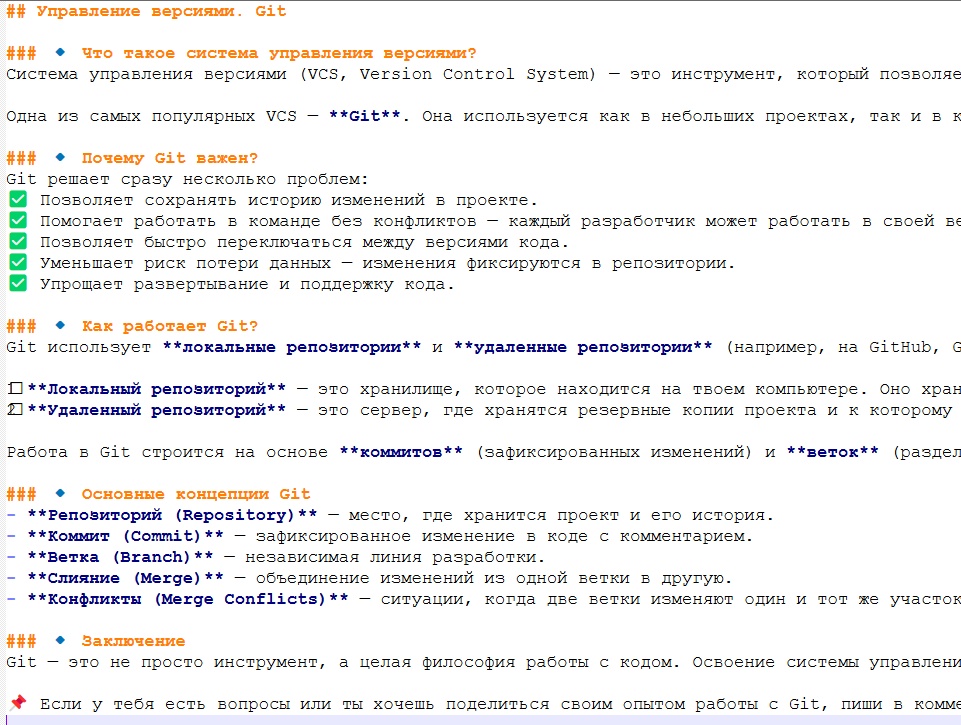 ## Управление версиями. Git
### 🔹 Что такое система управления версиями?
Система управления версиями (VCS, Version Control System) — это инструмент, который позволяе
Одна из самых популярных VCS — **Git**. Она используется как в небольших проектах, так и в к
### 🔹 Почему Git важен?
Git решает сразу несколько проблем:
✅ Позволяет сохранять историю изменений в проекте.
✅ Помогает работать в команде без конфликтов — каждый разработчик может работать в своей ве
✅ Позволяет быстро переключаться между версиями кода.
✅ Уменьшает риск потери данных — изменения фиксируются в репозитории.
✅ Упрощает развертывание и поддержку кода.
### 🔹 Как работает Git?
Git использует **локальные репозитории** и **удаленные репозитории** (например, на GitHub, G
1️⃣ **Локальный репозиторий** — это хранилище, которое находится на твоем компьютере. Оно хран
2️⃣ **Удаленный репозиторий** — это сервер, где хранятся резервные копии проекта и к которому
Работа в Git строится на основе **коммитов** (зафиксированных изменений) и **веток** (раздел
### 🔹 Основные концепции Git
- **Репозиторий (Repository)** — место, где хранится проект и его история.
- **Коммит (Commit)** — зафиксированное изменение в коде с комментарием.
- **Ветка (Branch)** — независимая линия разработки.
- **Слияние (Merge)** — объединение изменений из одной ветки в другую.
- **Конфликты (Merge Conflicts)** — ситуации, когда две ветки изменяют один и тот же участок
### 🔹 Заключение
Git — это не просто инструмент, а целая философия работы с кодом. Освоение системы управлени
📌 Если у тебя есть вопросы или ты хочешь поделиться своим опытом работы с Git, пиши в комме